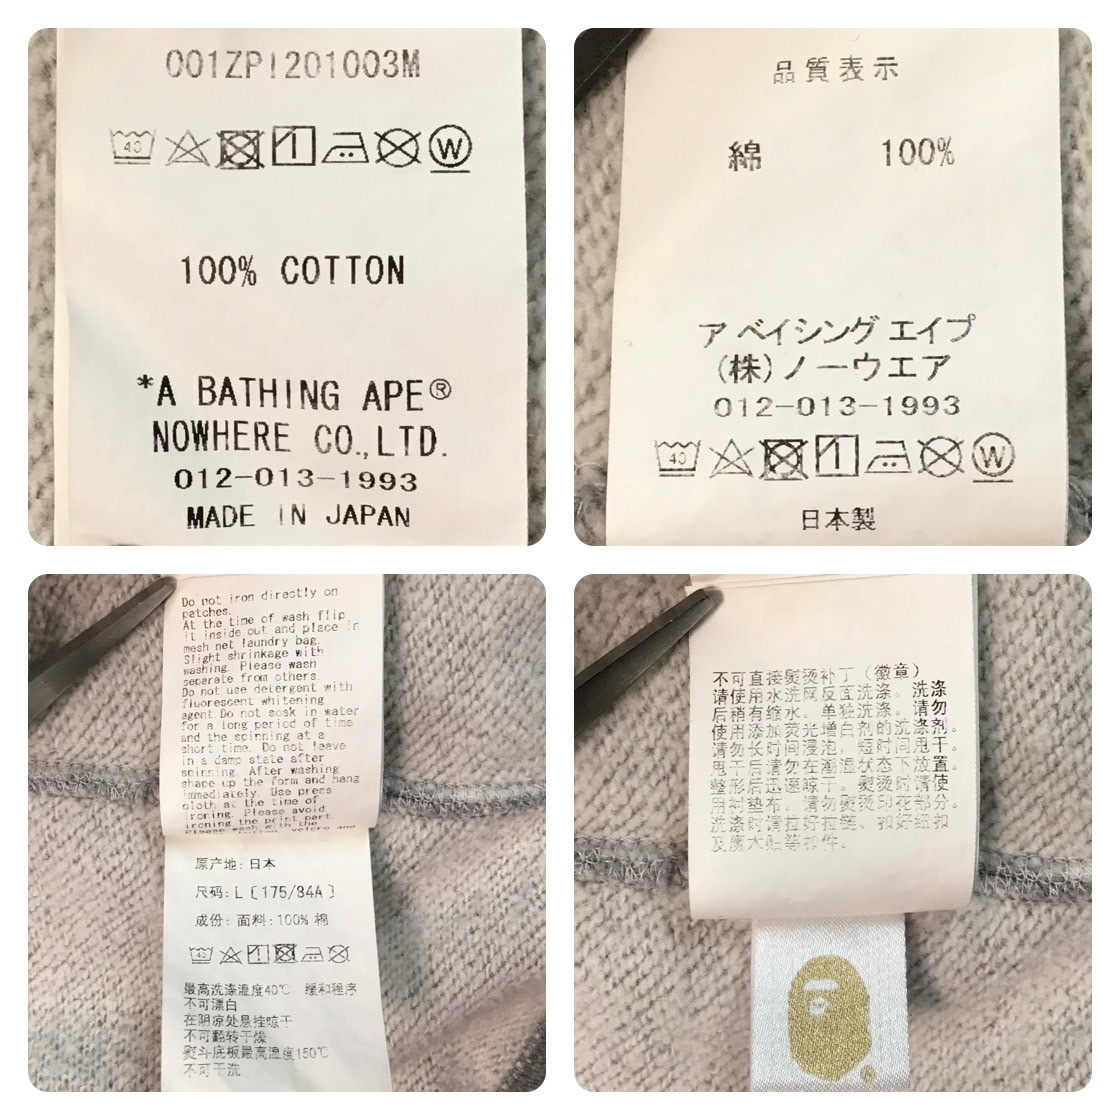 001ZPI201003M
40 W
100% COTTON
*A BATHING APE®
NOWHERE CO.,LTD.
012-013-1993
MADE IN JAPAN
品質表示
綿 100%
ア ベイシング エイプ
(株)ノーウエア
012-013-1993
40 W
日本製
Do not iron directly on
patches.
At the time of wash flip
it inside out and place in
mesh net laundry bag.
Slight shrinkage with
washing. Please wash
separate from others.
Do not use detergent with
fluorescent whitening
agent.Do not soak in water
for a long period of time
and the spinning at a
short time. Do not leave
in a damp state after
spinning. After washing
shape up the form and hang
immediately. Use press
cloth at the time of
ironing. Please avoid
ironing the print part.
Please wash with the
velcro and
原产地: 日本
尺码: L〔175/84A〕
成份: 面料: 100% 棉
40
最高洗涤温度40℃ 缓和程序
不可漂白
在阴凉处悬挂晾干
不可翻转干燥
熨斗底板最高温度150℃
不可干洗
不可直接熨烫补丁（徽章）
请使用水洗网反面洗涤。洗涤
后稍有缩水。单独洗涤。请勿
使用添加荧光增白剂的洗涤剂。
请勿长时间浸泡，短时间甩干。
甩干后请勿在潮湿状态下放置。
整形后迅速晾干。熨烫时请使
用衬垫布。请勿熨烫印花部分。
洗涤时请拉好拉链、扣好纽扣
及魔术贴等扣件。
®